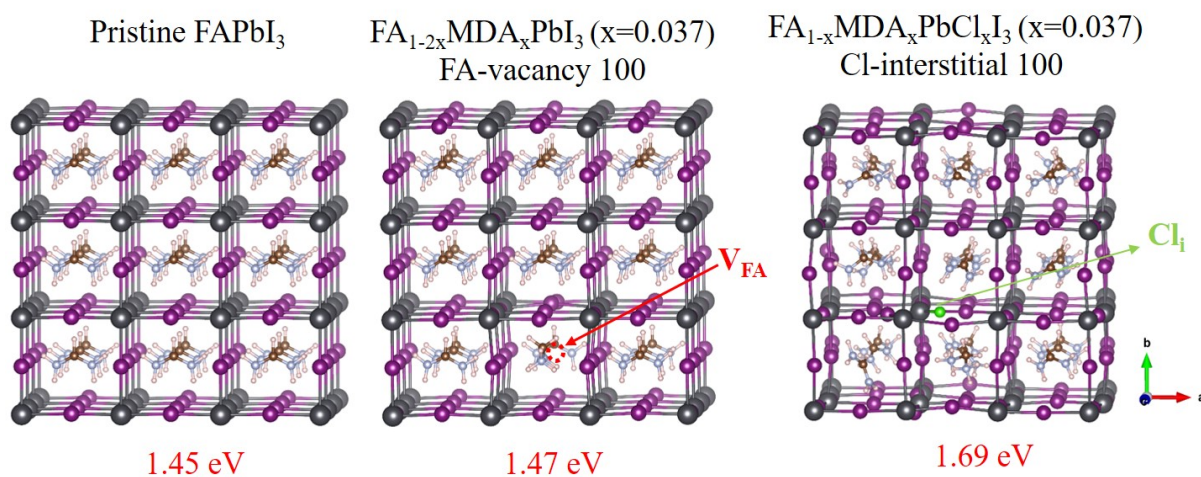 Pristine FAPbI₃
FA₁₋₂ₓMDAₓPbI₃ (x=0.037)
FA-vacancy 100
FA₁₋ₓMDAₓPbClₓI₃ (x=0.037)
Cl-interstitial 100
V_FA
Clᵢ
b
a
1.45 eV
1.47 eV
1.69 eV